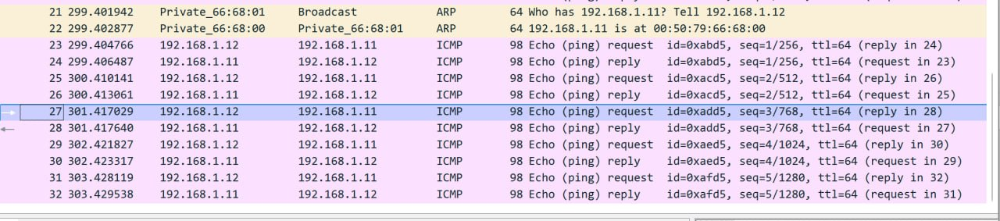 21 299.401942 Private_66:68:01 Broadcast ARP 64 Who has 192.168.1.11? Tell 192.168.1.12
22 299.402877 Private_66:68:00 Private_66:68:01 ARP 64 192.168.1.11 is at 00:50:79:66:68:00
23 299.404766 192.168.1.12 192.168.1.11 ICMP 98 Echo (ping) request id=0xabd5, seq=1/256, ttl=64 (reply in 24)
24 299.406487 192.168.1.11 192.168.1.12 ICMP 98 Echo (ping) reply id=0xabd5, seq=1/256, ttl=64 (request in 23)
25 300.410141 192.168.1.12 192.168.1.11 ICMP 98 Echo (ping) request id=0xacd5, seq=2/512, ttl=64 (reply in 26)
26 300.413061 192.168.1.11 192.168.1.12 ICMP 98 Echo (ping) reply id=0xacd5, seq=2/512, ttl=64 (request in 25)
27 301.417029 192.168.1.12 192.168.1.11 ICMP 98 Echo (ping) request id=0xadd5, seq=3/768, ttl=64 (reply in 28)
28 301.417640 192.168.1.11 192.168.1.12 ICMP 98 Echo (ping) reply id=0xadd5, seq=3/768, ttl=64 (request in 27)
29 302.421827 192.168.1.12 192.168.1.11 ICMP 98 Echo (ping) request id=0xaed5, seq=4/1024, ttl=64 (reply in 30)
30 302.423317 192.168.1.11 192.168.1.12 ICMP 98 Echo (ping) reply id=0xaed5, seq=4/1024, ttl=64 (request in 29)
31 303.428119 192.168.1.12 192.168.1.11 ICMP 98 Echo (ping) request id=0xafd5, seq=5/1280, ttl=64 (reply in 32)
32 303.429538 192.168.1.11 192.168.1.12 ICMP 98 Echo (ping) reply id=0xafd5, seq=5/1280, ttl=64 (request in 31)